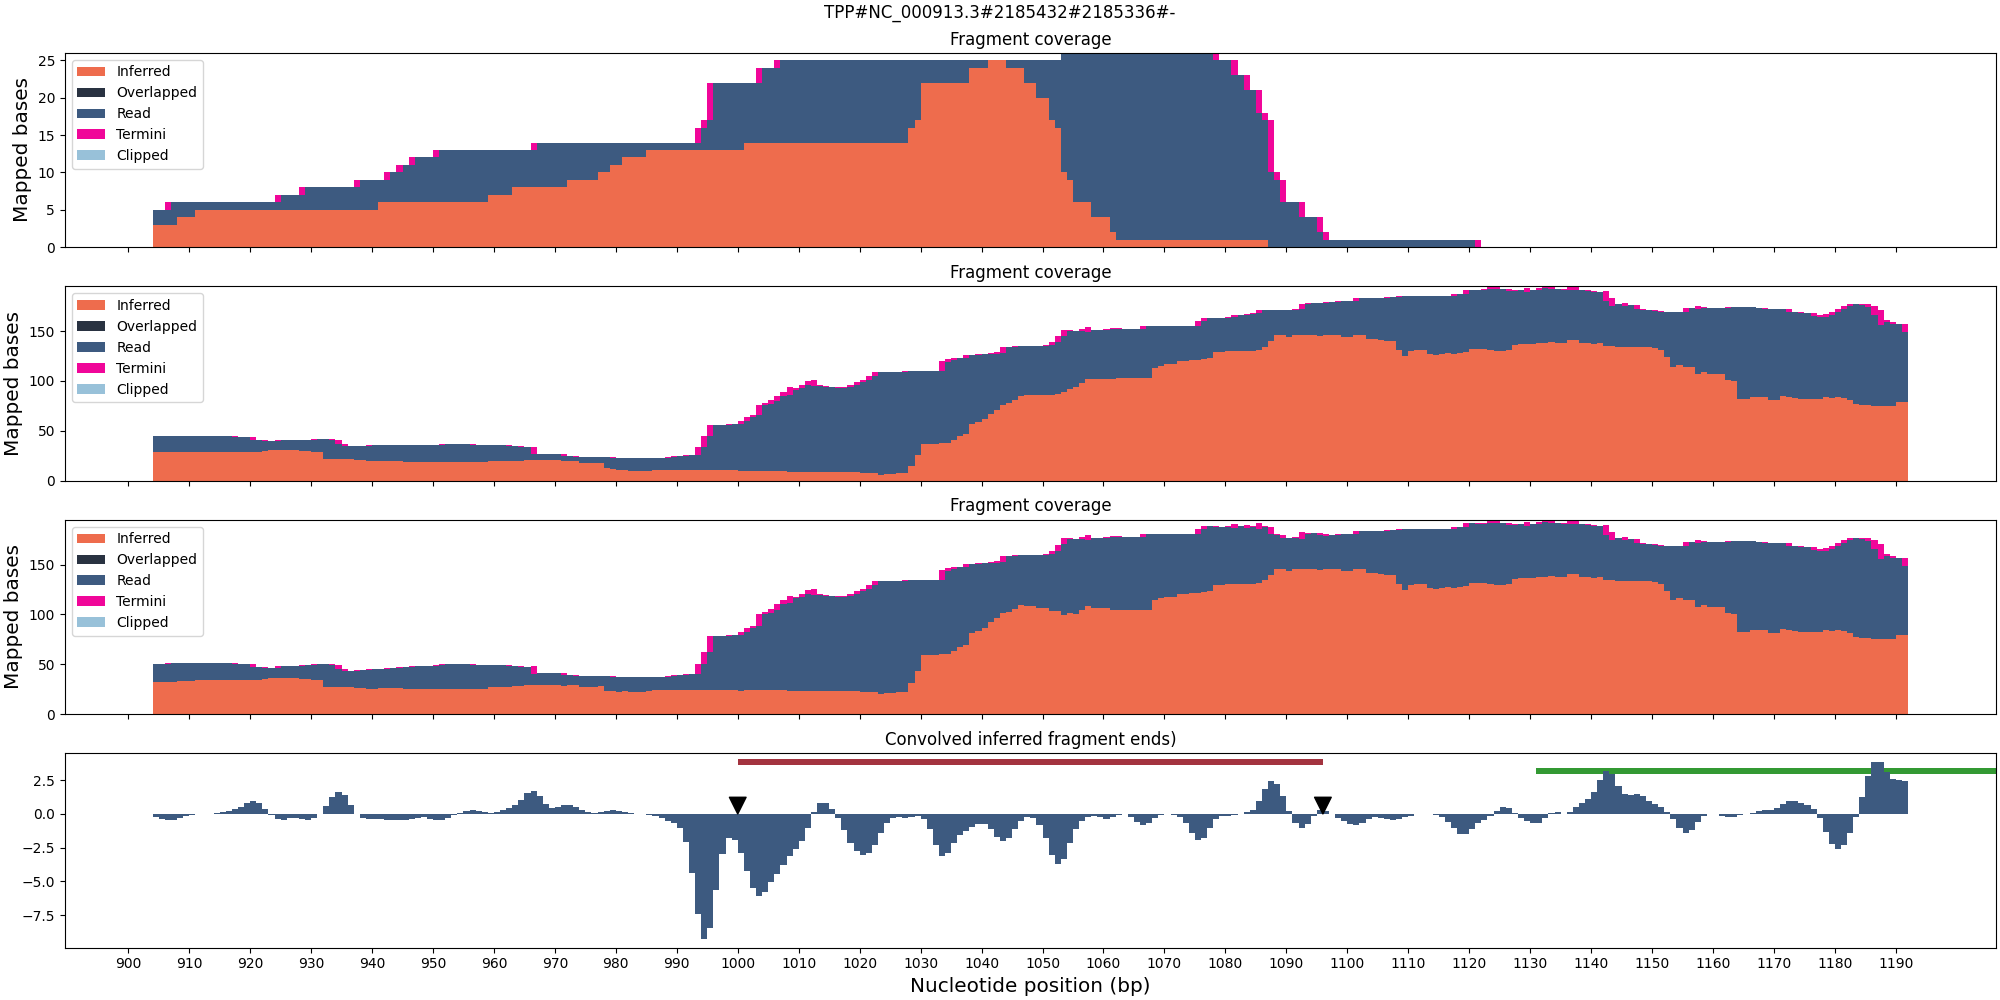 TPP#NC_000913.3#2185432#2185336#-
Fragment coverage
Mapped bases
25
20
15
10
5
0
Inferred
Overlapped
Read
Termini
Clipped
Fragment coverage
Mapped bases
150
100
50
0
Inferred
Overlapped
Read
Termini
Clipped
Fragment coverage
Mapped bases
150
100
50
0
Inferred
Overlapped
Read
Termini
Clipped
Convolved inferred fragment ends)
2.5
0.0
−2.5
−5.0
−7.5
900 910 920 930 940 950 960 970 980 990 1000 1010 1020 1030 1040 1050 1060 1070 1080 1090 1100 1110 1120 1130 1140 1150 1160 1170 1180 1190
Nucleotide position (bp)